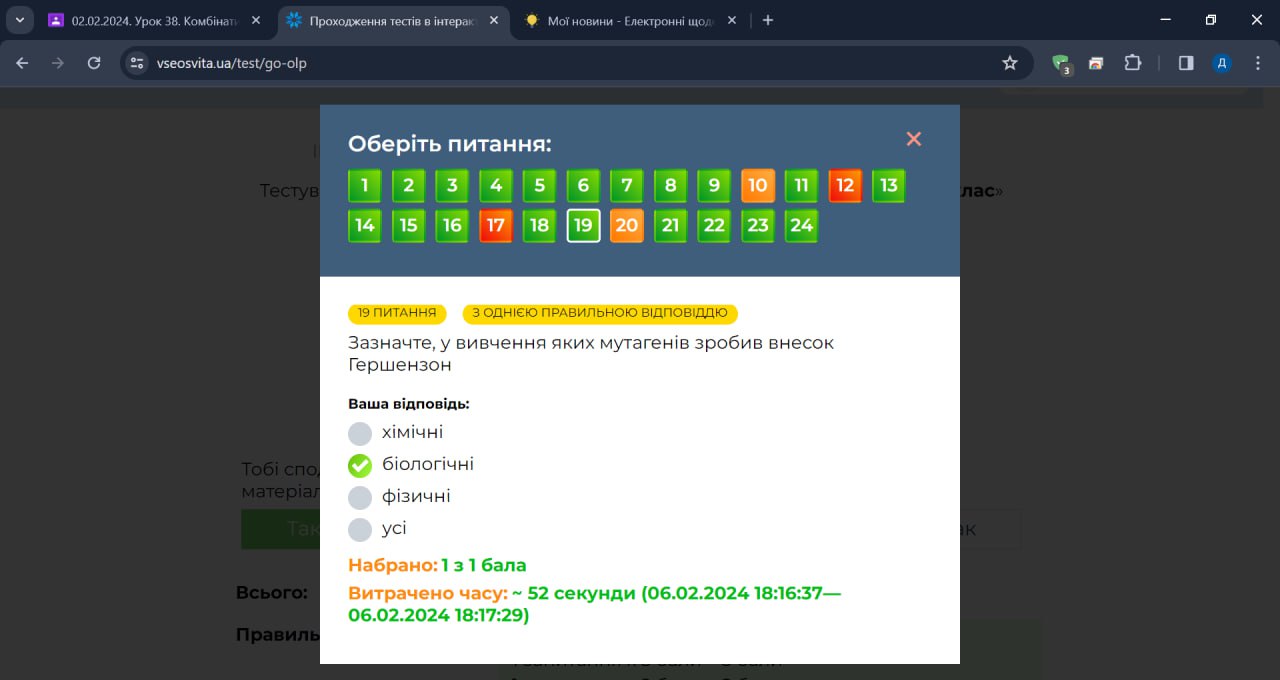 02.02.2024. Урок 38. Комбінати
Проходження тестів в інтеракт
Мої новини - Електронні щод
vseosvita.ua/test/go-olp
3
Д
Оберіть питання:
1 2 3 4 5 6 7 8 9 10 11 12 13
14 15 16 17 18 19 20 21 22 23 24
Тестув
лас»
19 ПИТАННЯ З ОДНІЄЮ ПРАВИЛЬНОЮ ВІДПОВІДДЮ
Зазначте, у вивчення яких мутагенів зробив внесок
Гершензон
Ваша відповідь:
хімічні
біологічні
фізичні
усі
Тобі спо
матеріал
Так
ак
Набрано: 1 з 1 бала
Витрачено часу: ~ 52 секунди (06.02.2024 18:16:37—
06.02.2024 18:17:29)
Всього:
Правиль